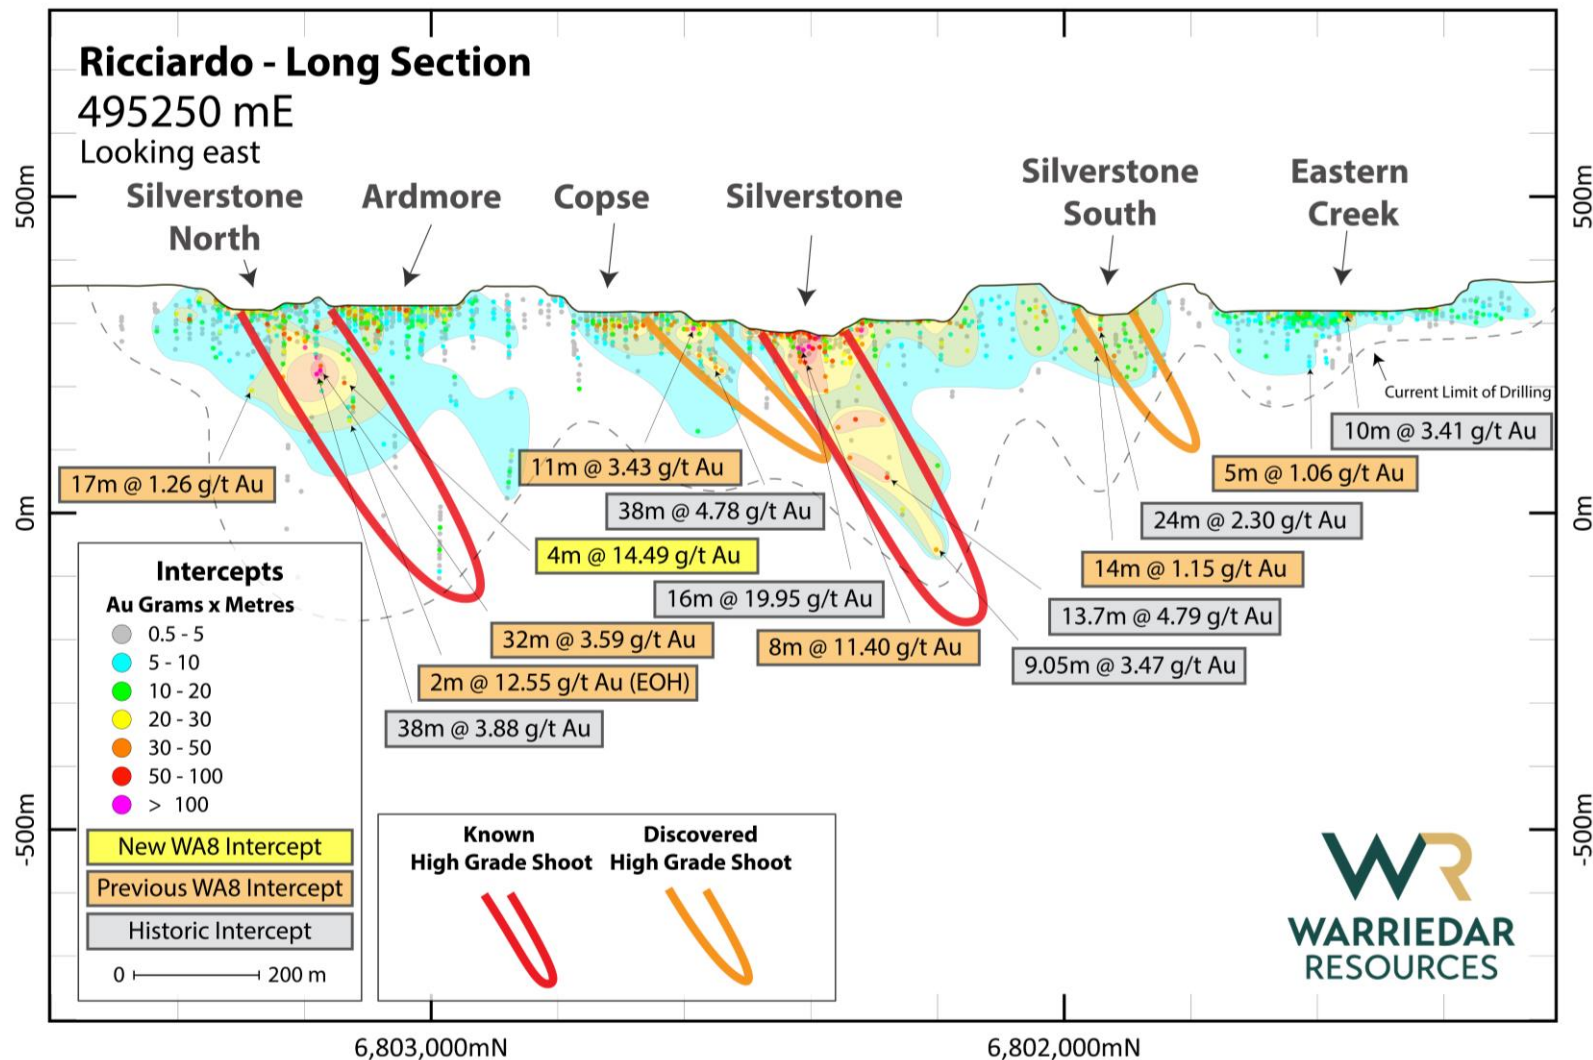 Ricciardo - Long Section
495250 mE
Looking east
Silverstone
North
Ardmore
Copse
Silverstone
Silverstone
South
Eastern
Creek
500m
500m
0m
0m
-500m
-500m
Current Limit of Drilling
10m @ 3.41 g/t Au
5m @ 1.06 g/t Au
24m @ 2.30 g/t Au
14m @ 1.15 g/t Au
13.7m @ 4.79 g/t Au
9.05m @ 3.47 g/t Au
17m @ 1.26 g/t Au
11m @ 3.43 g/t Au
38m @ 4.78 g/t Au
4m @ 14.49 g/t Au
16m @ 19.95 g/t Au
8m @ 11.40 g/t Au
32m @ 3.59 g/t Au
2m @ 12.55 g/t Au (EOH)
38m @ 3.88 g/t Au
Intercepts
Au Grams x Metres
0.5 - 5
5 - 10
10 - 20
20 - 30
30 - 50
50 - 100
> 100
New WA8 Intercept
Previous WA8 Intercept
Historic Intercept
0 200 m
Known
High Grade Shoot
Discovered
High Grade Shoot
WR
WARRIEDAR
RESOURCES
6,803,000mN
6,802,000mN